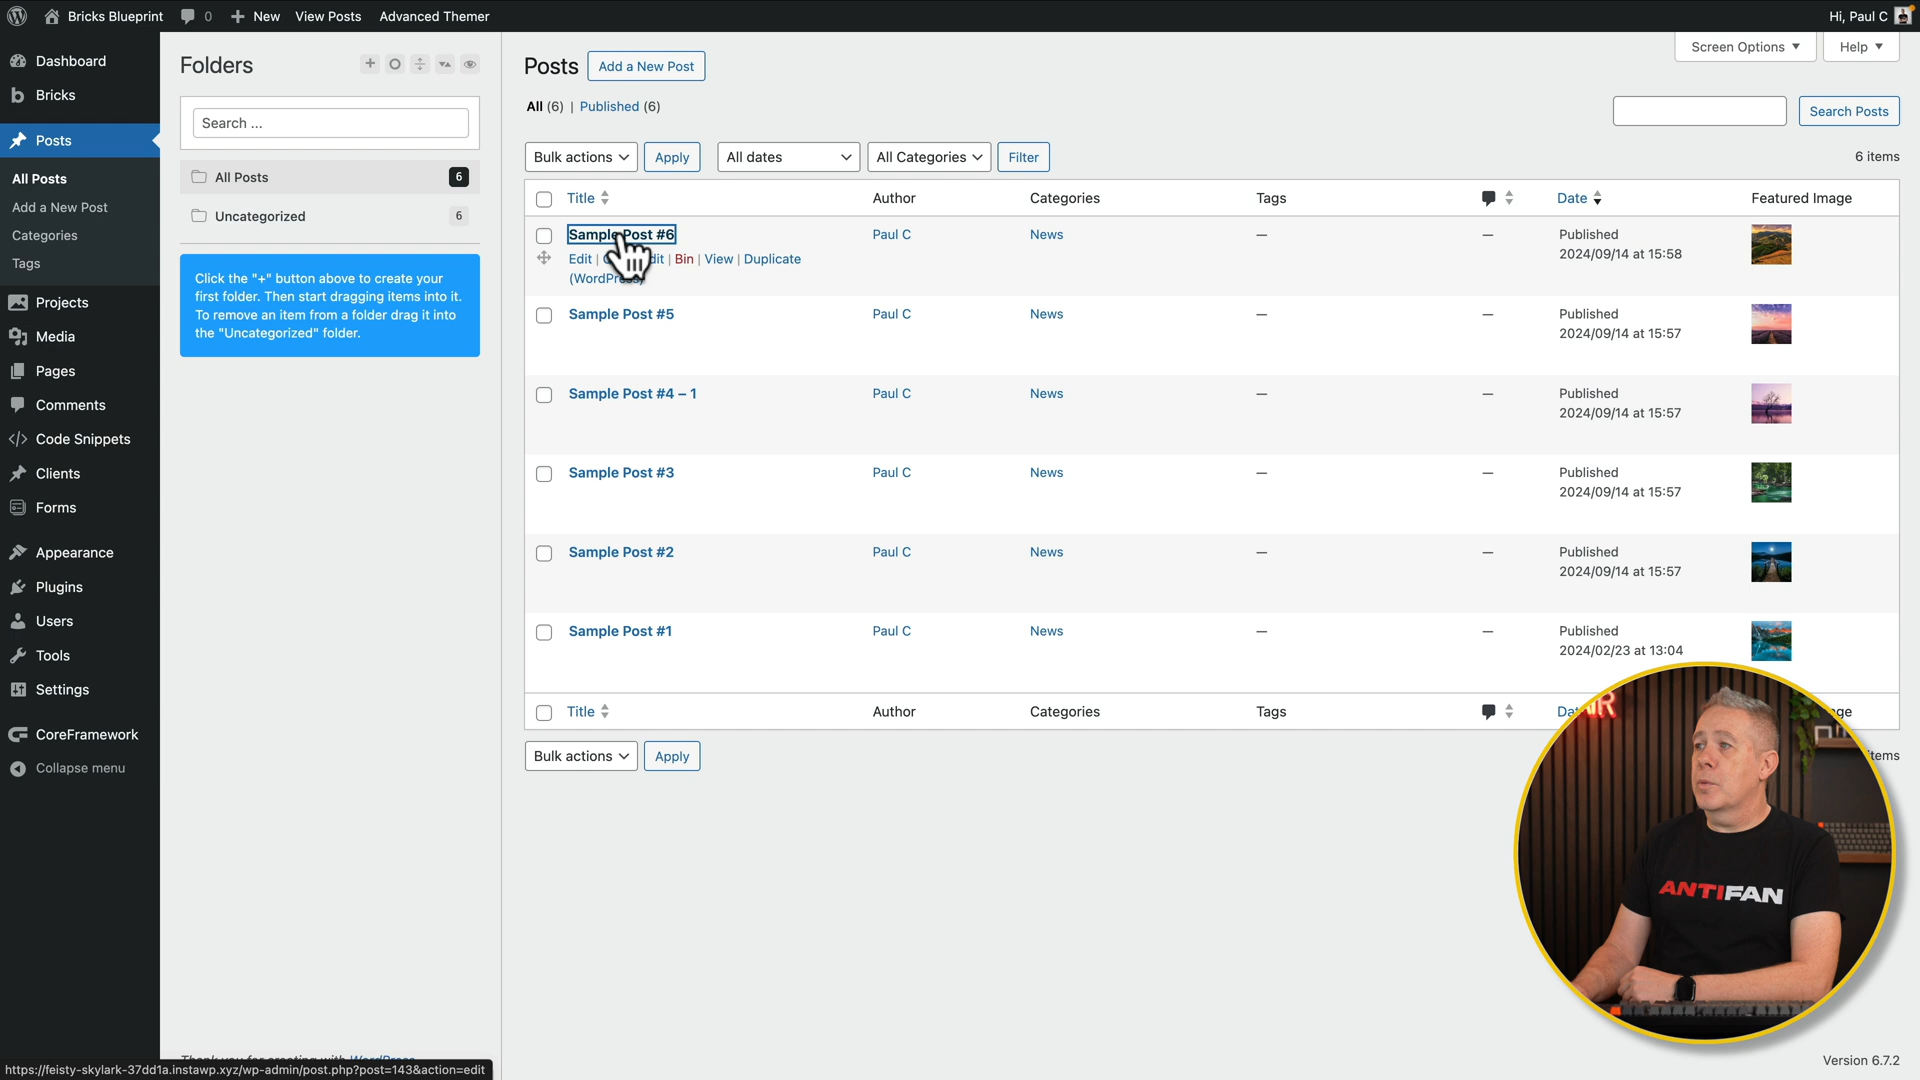 Bricks Blueprint
0
New
View Posts
Advanced Themer
Hi, Paul C
Dashboard
Bricks
Posts
All Posts
Add a New Post
Categories
Tags
Projects
Media
Pages
Comments
Code Snippets
Clients
Forms
Appearance
Plugins
Users
Tools
Settings
CoreFramework
Collapse menu
Folders
Search ...
All Posts 6
Uncategorized 6
Click the "+" button above to create your
first folder. Then start dragging items into it.
To remove an item from a folder drag it into
the "Uncategorized" folder.
Thank you for creating with WordPress
https://feisty-skylark-37dd1a.instawp.xyz/wp-admin/post.php?post=143&action=edit
Screen Options
Help
Posts
Add a New Post
All (6) | Published (6)
Search Posts
Bulk actions
Apply
All dates
All Categories
Filter
6 items
Title Author Categories Tags Date Featured Image
Sample Post #6 Paul C News — — Published
2024/09/14 at 15:58
Edit | | Bin | View | Duplicate
(WordPress)
Sample Post #5 Paul C News — — Published
2024/09/14 at 15:57
Sample Post #4 – 1 Paul C News — — Published
2024/09/14 at 15:57
Sample Post #3 Paul C News — — Published
2024/09/14 at 15:57
Sample Post #2 Paul C News — — Published
2024/09/14 at 15:57
Sample Post #1 Paul C News — — Published
2024/02/23 at 13:04
Title Author Categories Tags
Bulk actions
Apply
items
ANTIFAN
Version 6.7.2